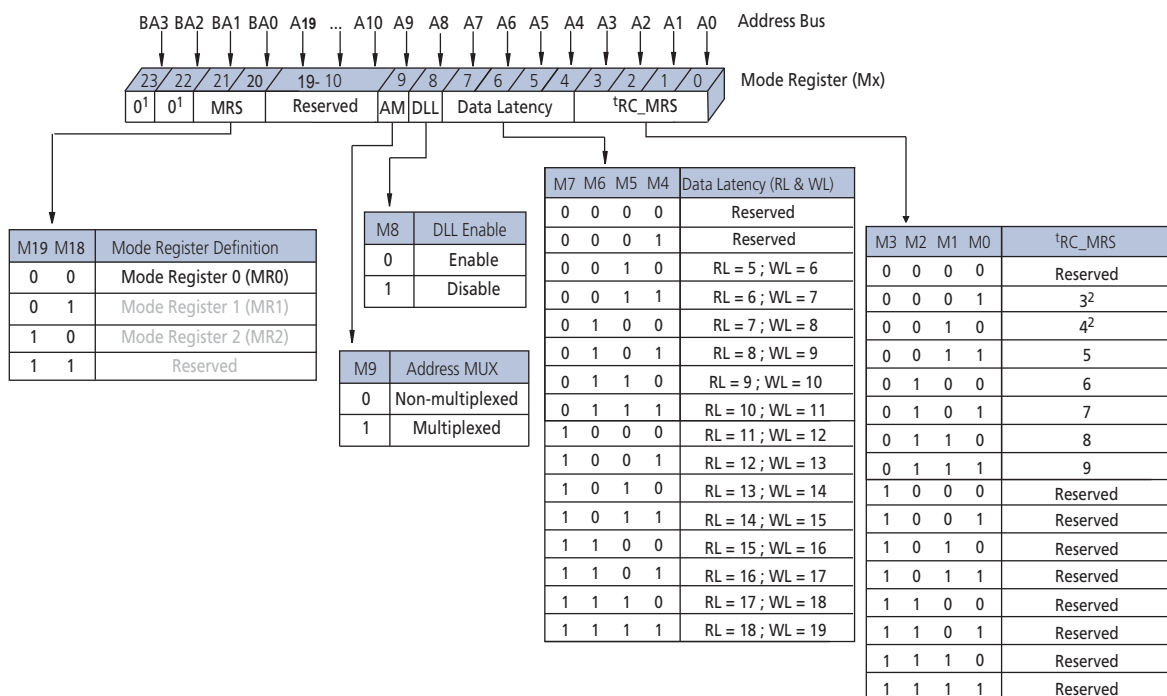 BA3 BA2 BA1 BA0 A19 ... A10 A9 A8 A7 A6 A5 A4 A3 A2 A1 A0 Address Bus
23 22 21 20 19-10 9 8 7 6 5 4 3 2 1 0 Mode Register (Mx)
0¹ 0¹ MRS Reserved AM DLL Data Latency ᵗRC_MRS
M19 M18 Mode Register Definition
0 0 Mode Register 0 (MR0)
0 1 Mode Register 1 (MR1)
1 0 Mode Register 2 (MR2)
1 1 Reserved
M8 DLL Enable
0 Enable
1 Disable
M9 Address MUX
0 Non-multiplexed
1 Multiplexed
M7 M6 M5 M4 Data Latency (RL & WL)
0 0 0 0 Reserved
0 0 0 1 Reserved
0 0 1 0 RL = 5 ; WL = 6
0 0 1 1 RL = 6 ; WL = 7
0 1 0 0 RL = 7 ; WL = 8
0 1 0 1 RL = 8 ; WL = 9
0 1 1 0 RL = 9 ; WL = 10
0 1 1 1 RL = 10 ; WL = 11
1 0 0 0 RL = 11 ; WL = 12
1 0 0 1 RL = 12 ; WL = 13
1 0 1 0 RL = 13 ; WL = 14
1 0 1 1 RL = 14 ; WL = 15
1 1 0 0 RL = 15 ; WL = 16
1 1 0 1 RL = 16 ; WL = 17
1 1 1 0 RL = 17 ; WL = 18
1 1 1 1 RL = 18 ; WL = 19
M3 M2 M1 M0 ᵗRC_MRS
0 0 0 0 Reserved
0 0 0 1 3²
0 0 1 0 4²
0 0 1 1 5
0 1 0 0 6
0 1 0 1 7
0 1 1 0 8
0 1 1 1 9
1 0 0 0 Reserved
1 0 0 1 Reserved
1 0 1 0 Reserved
1 0 1 1 Reserved
1 1 0 0 Reserved
1 1 0 1 Reserved
1 1 1 0 Reserved
1 1 1 1 Reserved